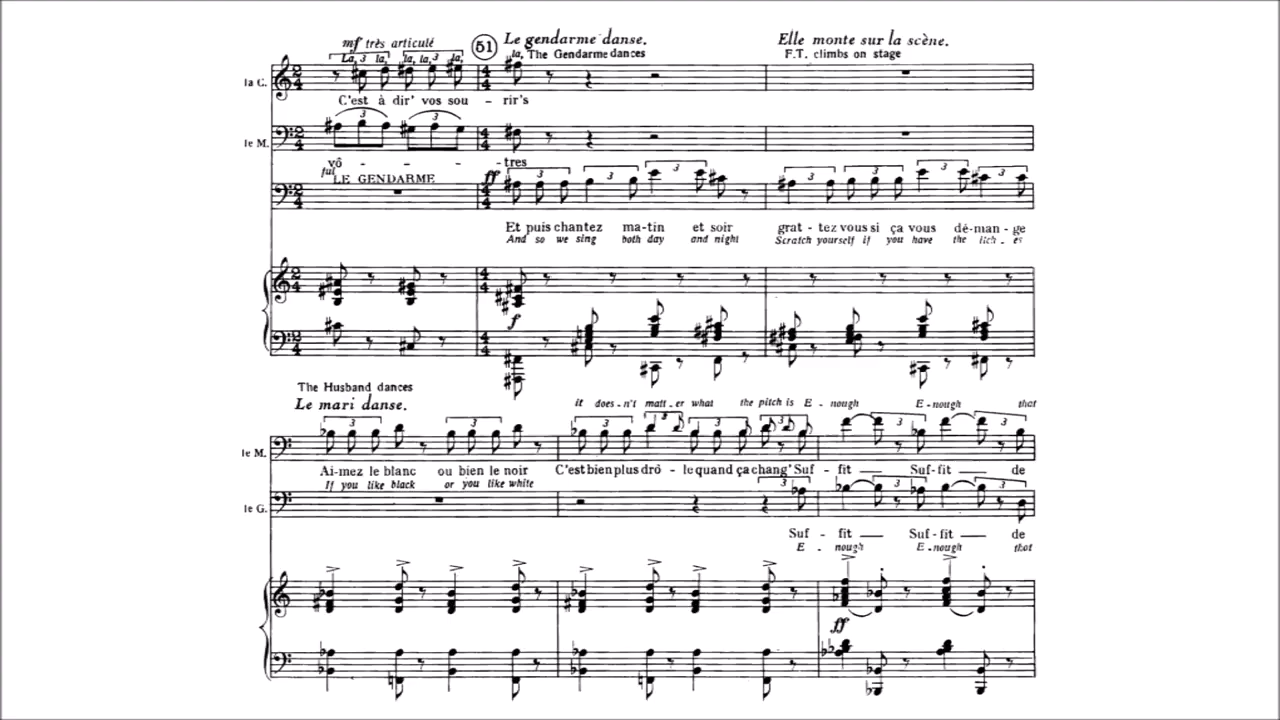 mf très articulé
51 Le gendarme danse. Elle monte sur la scène.
La, la, la, la, la, la, The Gendarme dances F.T. climbs on stage
la C.
C'est à dir' vos sou - rir's
le M.
vô - - - - tres
ful
LE GENDARME ff
Et puis chantez ma-tin et soir grat - tez vous si ça vous dé-man-ge
And so we sing both day and night Scratch yourself if you have the itch - es
f
The Husband dances
Le mari danse. it does-n't matt-er what the pitch is E - nough E-nough that
le M.
Ai-mez le blanc ou bien le noir C'est bien plus drô - le quand ça chang' Suf - fit Suf-fit de
If you like black or you like white
le G.
Suf - fit Suf-fit de
E - nough E-nough that
ff